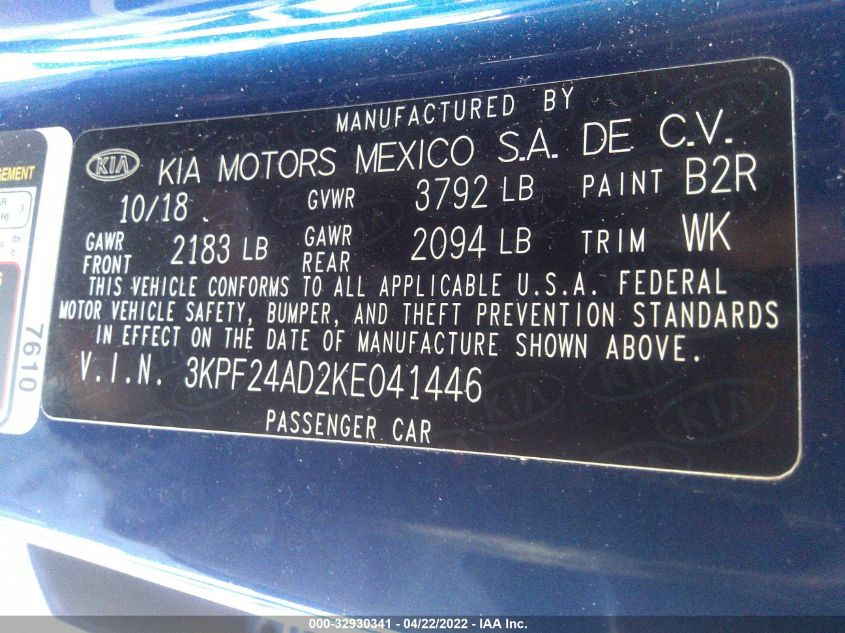 MANUFACTURED BY
KIA KIA MOTORS MEXICO S.A. DE C.V.
10/18 GVWR 3792 LB PAINT B2R
GAWR FRONT 2183 LB GAWR REAR 2094 LB TRIM WK
THIS VEHICLE CONFORMS TO ALL APPLICABLE U.S.A. FEDERAL
MOTOR VEHICLE SAFETY, BUMPER, AND THEFT PREVENTION STANDARDS
IN EFFECT ON THE DATE OF MANUFACTURE SHOWN ABOVE.
V.I.N. 3KPF24AD2KE041446
PASSENGER CAR
GEMENT
3
7610
000-32930341 - 04/22/2022 - IAA Inc.